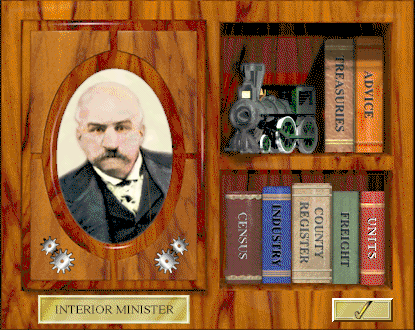 TREASURIES
ADVICE
CENSUS
INDUSTRY
COUNTY
REGISTER
FREIGHT
UNITS
INTERIOR MINISTER